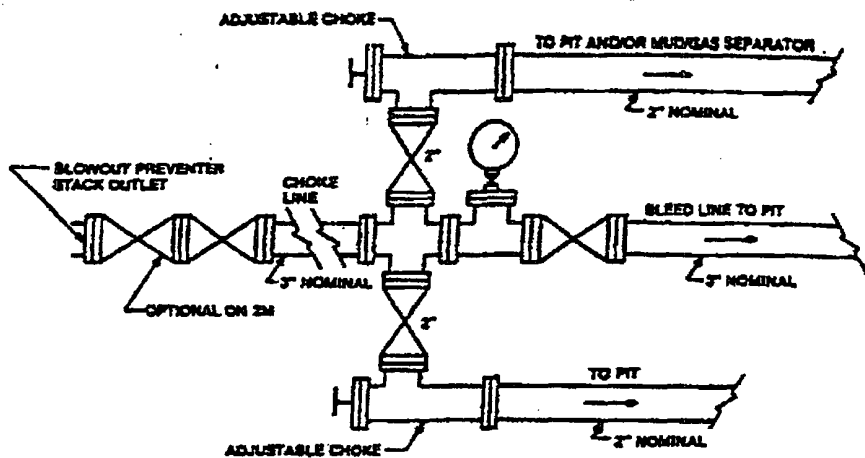 ADJUSTABLE CHOKE
TO PIT AND/OR MUD/GAS SEPARATOR
2" NOMINAL
2"
BLOWOUT PREVENTER
STACK OUTLET
CHOKE
LINE
BLEED LINE TO PIT
3" NOMINAL
3" NOMINAL
OPTIONAL ON 2M
2"
TO PIT
ADJUSTABLE CHOKE
2" NOMINAL